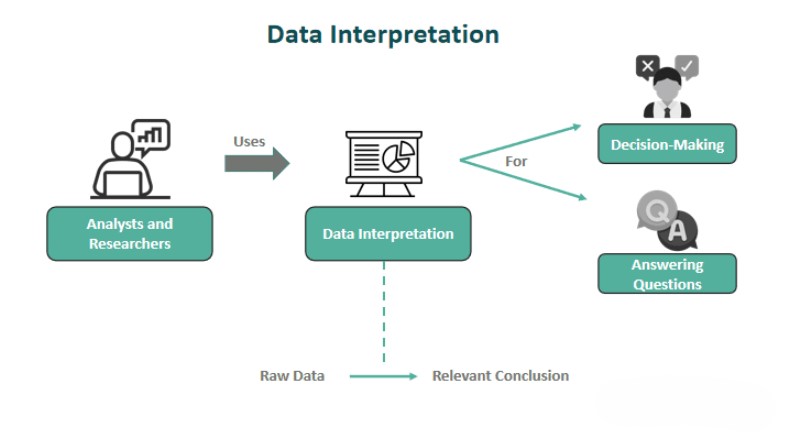 Data Interpretation
Uses
For
Analysts and
Researchers
Data Interpretation
Decision-Making
Q
A
Answering
Questions
Raw Data
Relevant Conclusion